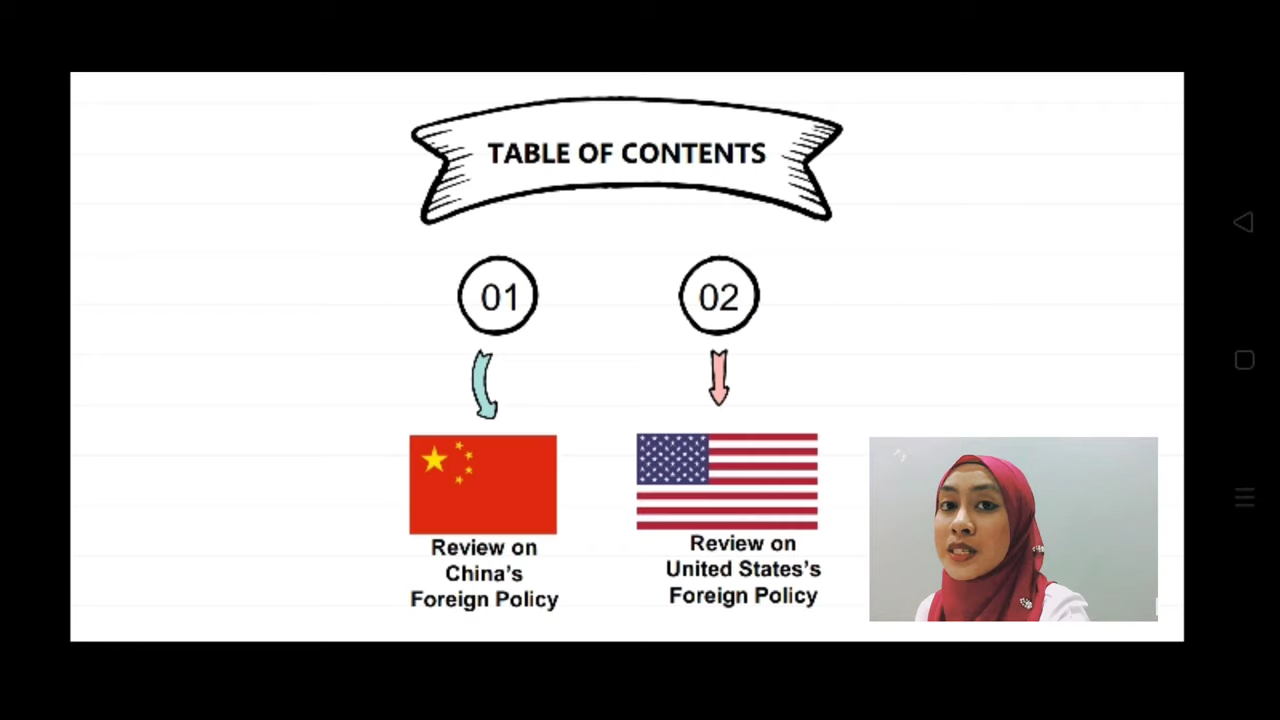 TABLE OF CONTENTS
01
02
Review on
China's
Foreign Policy
Review on
United States's
Foreign Policy